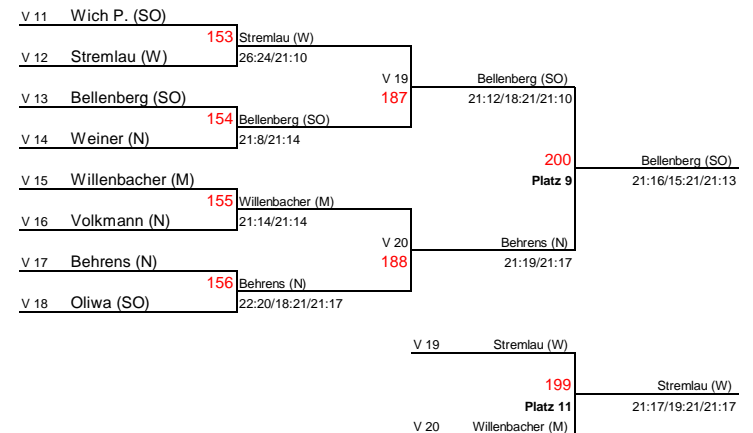 V 11 Wich P. (SO)
153 Stremlau (W)
V 12 Stremlau (W) 26:24/21:10
V 19 Bellenberg (SO)
V 13 Bellenberg (SO) 187 21:12/18:21/21:10
154 Bellenberg (SO)
V 14 Weiner (N) 21:8/21:14
200 Bellenberg (SO)
V 15 Willenbacher (M) Platz 9 21:16/15:21/21:13
155 Willenbacher (M)
V 16 Volkmann (N) 21:14/21:14
V 20 Behrens (N)
V 17 Behrens (N) 188 21:19/21:17
156 Behrens (N)
V 18 Oliwa (SO) 22:20/18:21/21:17
V 19 Stremlau (W)
199 Stremlau (W)
Platz 11 21:17/19:21/21:17
V 20 Willenbacher (M)